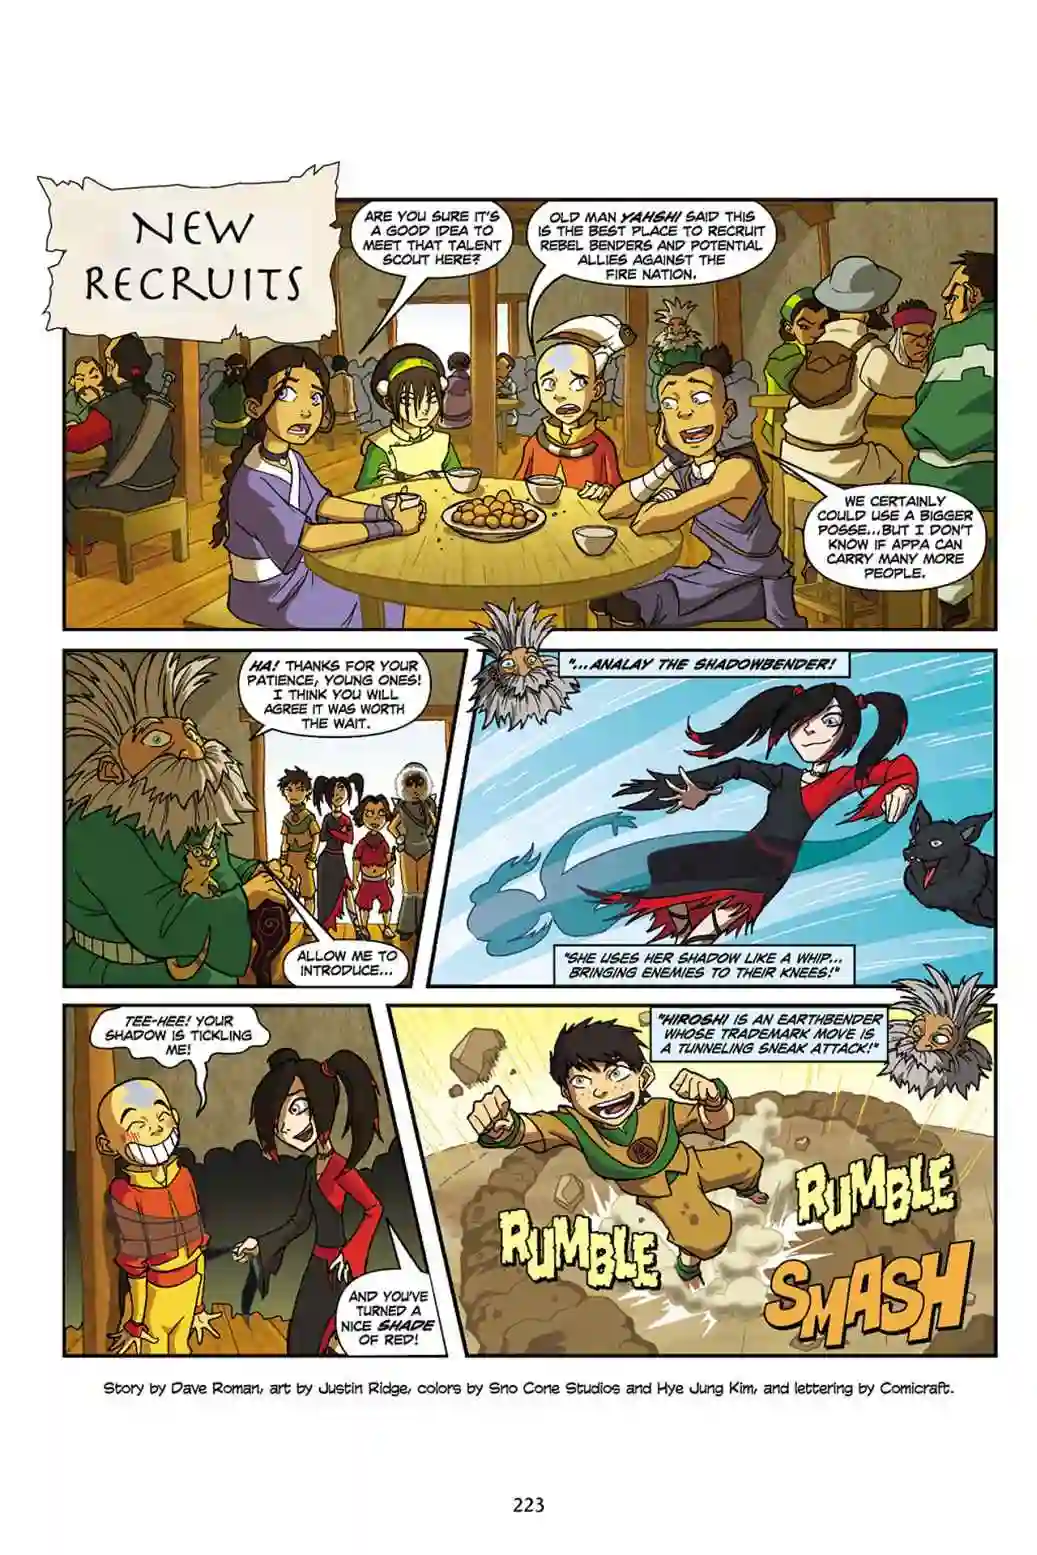 NEW
RECRUITS
ARE YOU SURE IT'S
A GOOD IDEA TO
MEET THAT TALENT
SCOUT HERE?
OLD MAN YAHSHI SAID THIS
IS THE BEST PLACE TO RECRUIT
REBEL BENDERS AND POTENTIAL
ALLIES AGAINST THE
FIRE NATION.
WE CERTAINLY
COULD USE A BIGGER
POSSE...BUT I DON'T
KNOW IF APPA CAN
CARRY MANY MORE
PEOPLE.
HA! THANKS FOR YOUR
PATIENCE, YOUNG ONES!
I THINK YOU WILL
AGREE IT WAS WORTH
THE WAIT.
ALLOW ME TO
INTRODUCE...
"...ANALAY THE SHADOWBENDER!
"SHE USES HER SHADOW LIKE A WHIP...
BRINGING ENEMIES TO THEIR KNEES!"
TEE-HEE! YOUR
SHADOW IS TICKLING
ME!
AND YOU'VE
TURNED A
NICE SHADE
OF RED!
"HIROSHI IS AN EARTHBENDER
WHOSE TRADEMARK MOVE IS
A TUNNELING SNEAK ATTACK!"
RUMBLE
RUMBLE
SMASH
Story by Dave Roman, art by Justin Ridge, colors by Sno Cone Studios and Hye Jung Kim, and lettering by Comicraft.
223